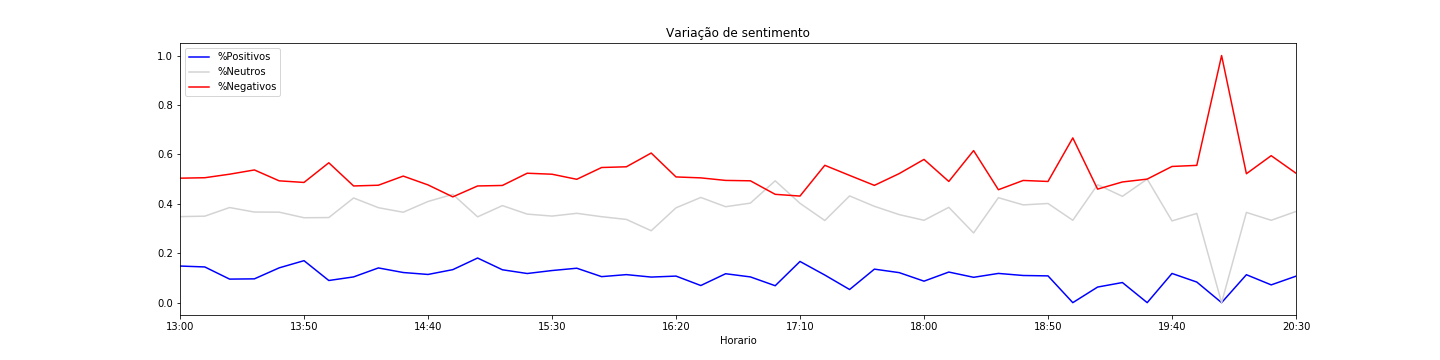 Variação de sentimento
%Positivos
%Neutros
%Negativos
1.0
0.8
0.6
0.4
0.2
0.0
13:00 13:50 14:40 15:30 16:20 17:10 18:00 18:50 19:40 20:30
Horario